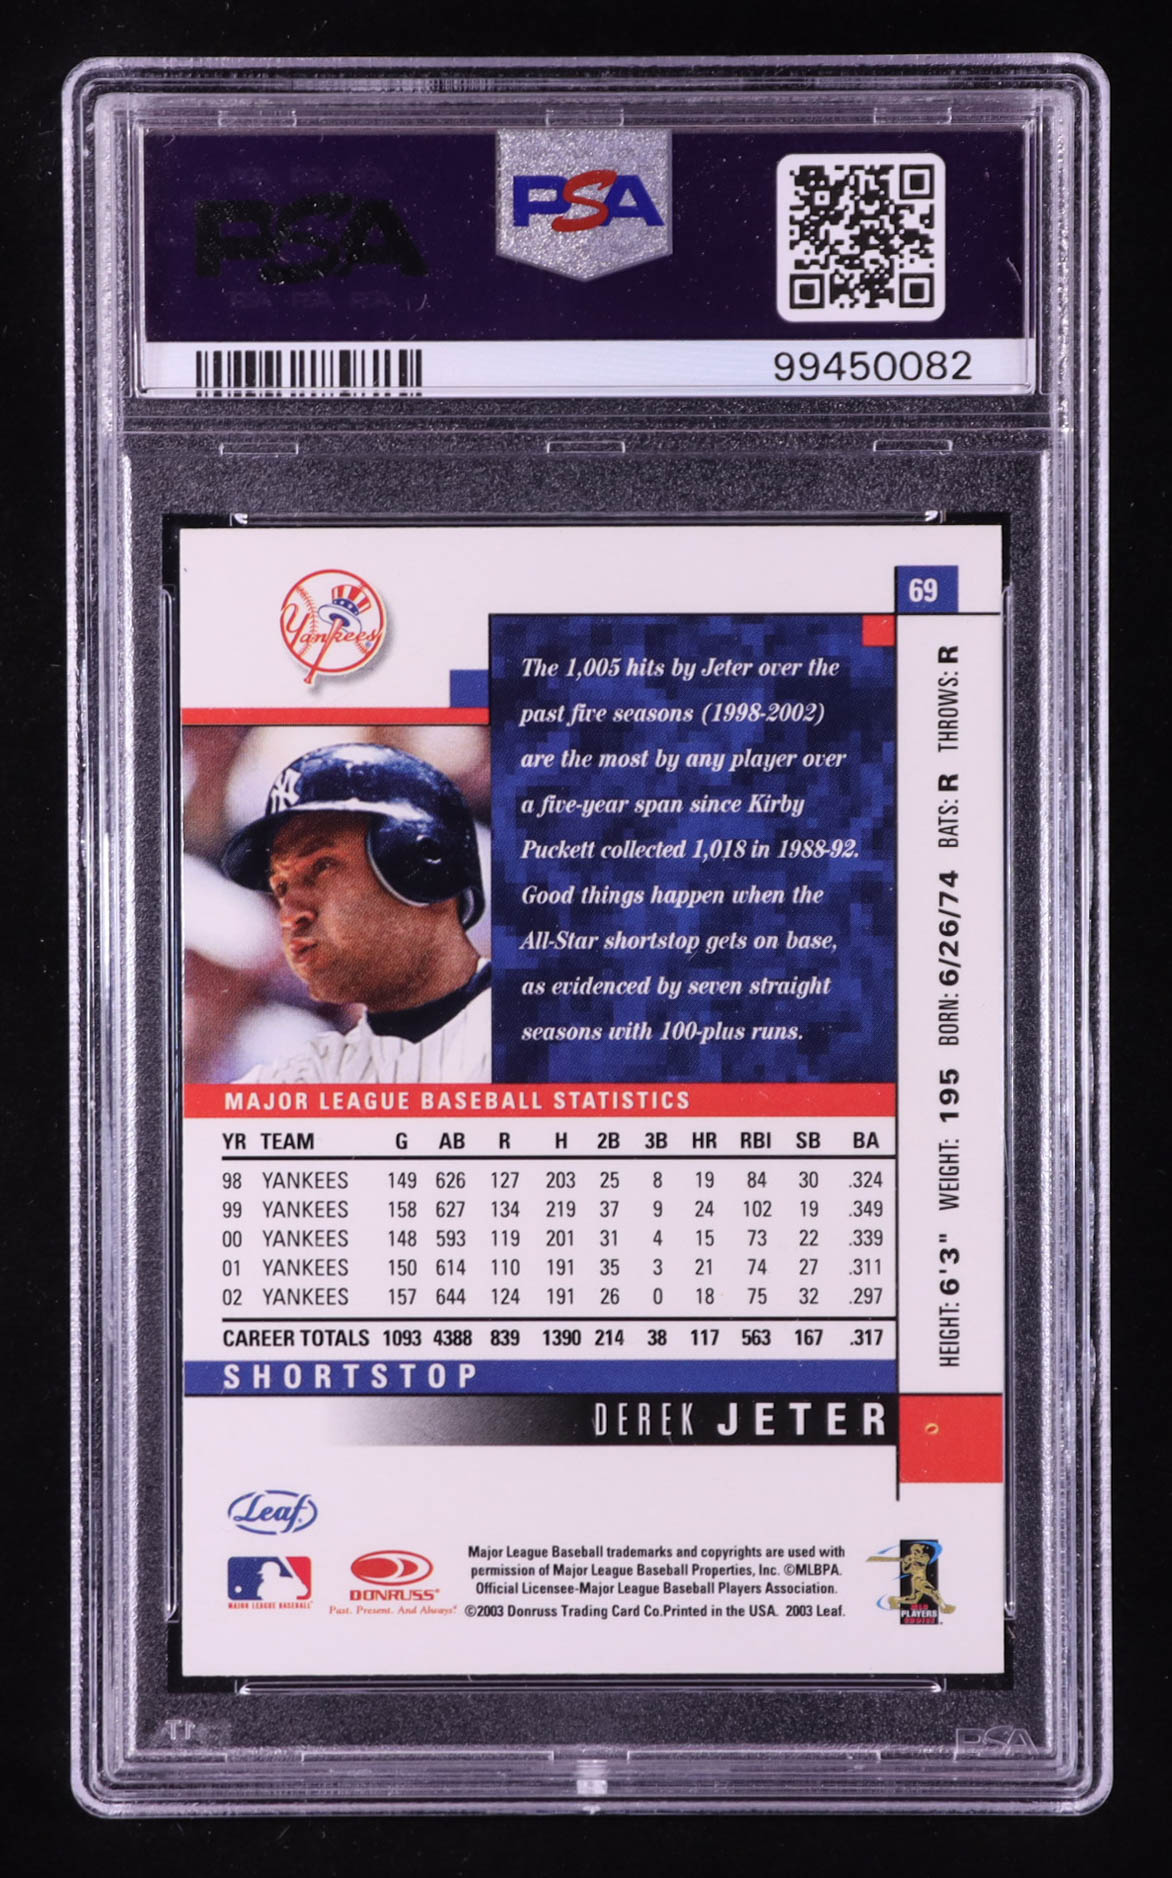 PSA
PSA
99450082
69
Yankees
The 1,005 hits by Jeter over the
past five seasons (1998-2002)
are the most by any player over
a five-year span since Kirby
Puckett collected 1,018 in 1988-92.
Good things happen when the
All-Star shortstop gets on base,
as evidenced by seven straight
seasons with 100-plus runs.
HEIGHT: 6'3" WEIGHT: 195 BORN: 6/26/74 BATS: R THROWS: R
MAJOR LEAGUE BASEBALL STATISTICS
YR TEAM G AB R H 2B 3B HR RBI SB BA
98 YANKEES 149 626 127 203 25 8 19 84 30 .324
99 YANKEES 158 627 134 219 37 9 24 102 19 .349
00 YANKEES 148 593 119 201 31 4 15 73 22 .339
01 YANKEES 150 614 110 191 35 3 21 74 27 .311
02 YANKEES 157 644 124 191 26 0 18 75 32 .297
CAREER TOTALS 1093 4388 839 1390 214 38 117 563 167 .317
SHORTSTOP
DEREK JETER
Leaf
MAJOR LEAGUE BASEBALL
DONRUSS
Past. Present. And Always.
Major League Baseball trademarks and copyrights are used with
permission of Major League Baseball Properties, Inc. ©MLBPA.
Official Licensee-Major League Baseball Players Association.
©2003 Donruss Trading Card Co.Printed in the USA. 2003 Leaf.
PLAYERS
CHOICE
PSA